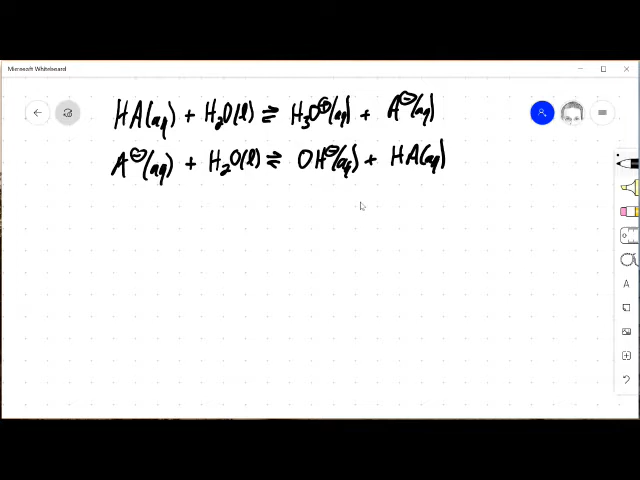 Microsoft Whiteboard
HA(aq) + H₂O(l) ⇌ H₃O⊕(aq) + A⊖(aq)
A⊖(aq) + H₂O(l) ⇌ OH⊖(aq) + HA(aq)
A